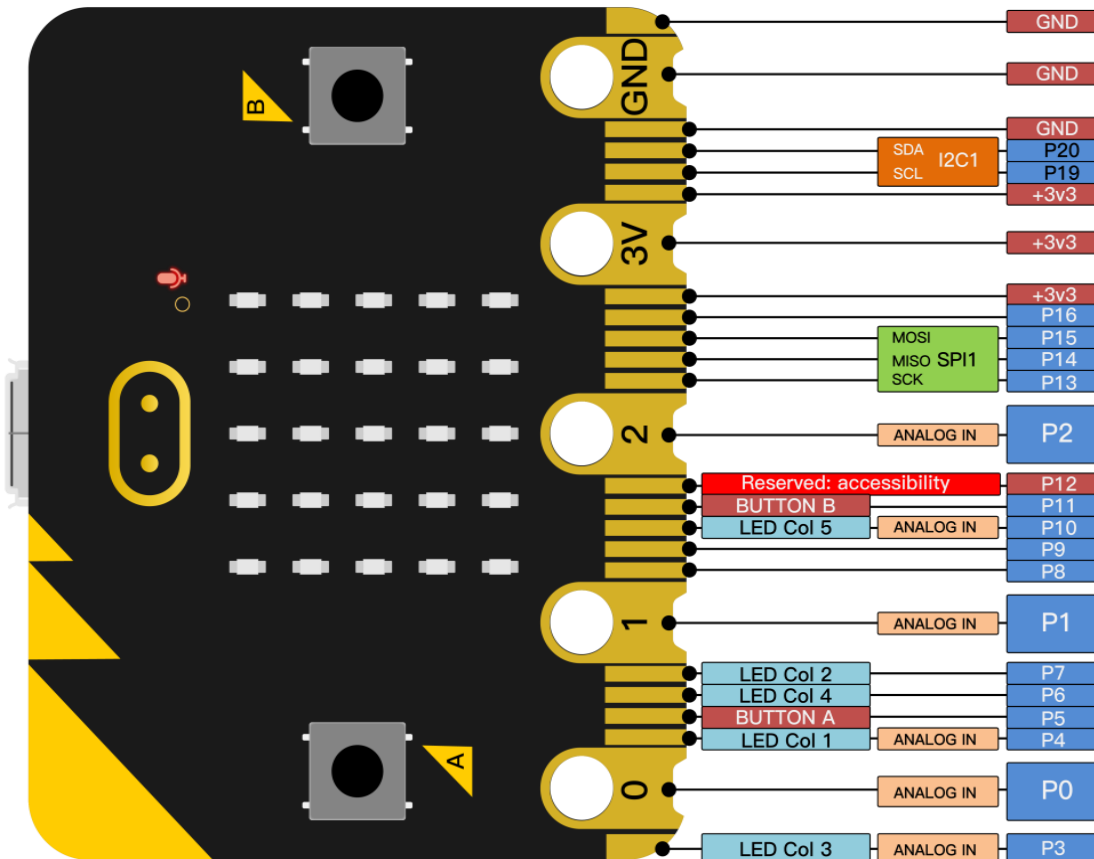 GND
GND
GND
B
GND
SDA
I2C1
P20
SCL
P19
+3v3
3V
+3v3
+3v3
P16
MOSI
P15
MISO SPI1
P14
SCK
P13
2
ANALOG IN
P2
Reserved: accessibility
P12
BUTTON B
P11
LED Col 5
ANALOG IN
P10
P9
P8
1
ANALOG IN
P1
LED Col 2
P7
LED Col 4
P6
BUTTON A
P5
LED Col 1
ANALOG IN
P4
A
0
ANALOG IN
P0
LED Col 3
ANALOG IN
P3